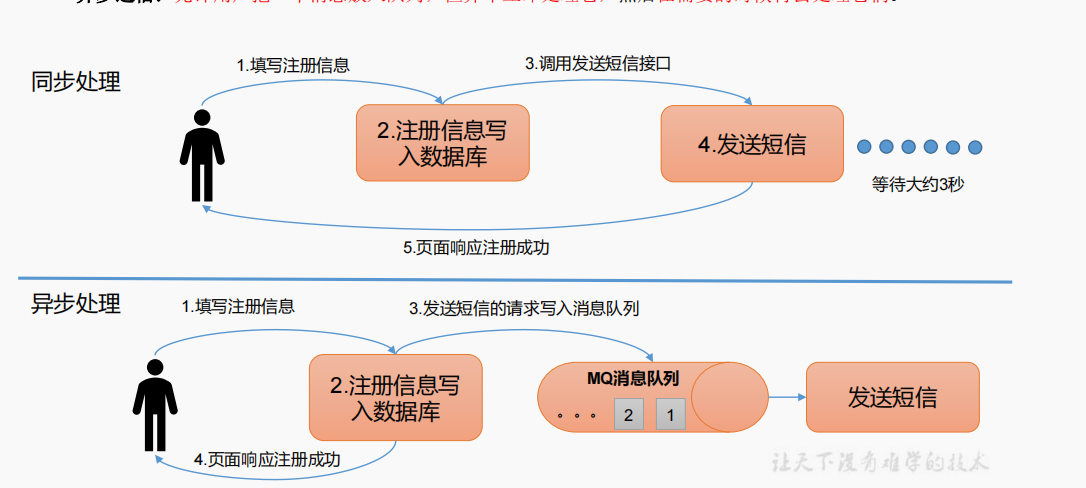 同步处理
1.填写注册信息
3.调用发送短信接口
2.注册信息写
入数据库
4.发送短信
等待大约3秒
5.页面响应注册成功
异步处理
1.填写注册信息
3.发送短信的请求写入消息队列
2.注册信息写
入数据库
MQ消息队列
。。。 2 1
发送短信
4.页面响应注册成功
让天下没有难学的技术